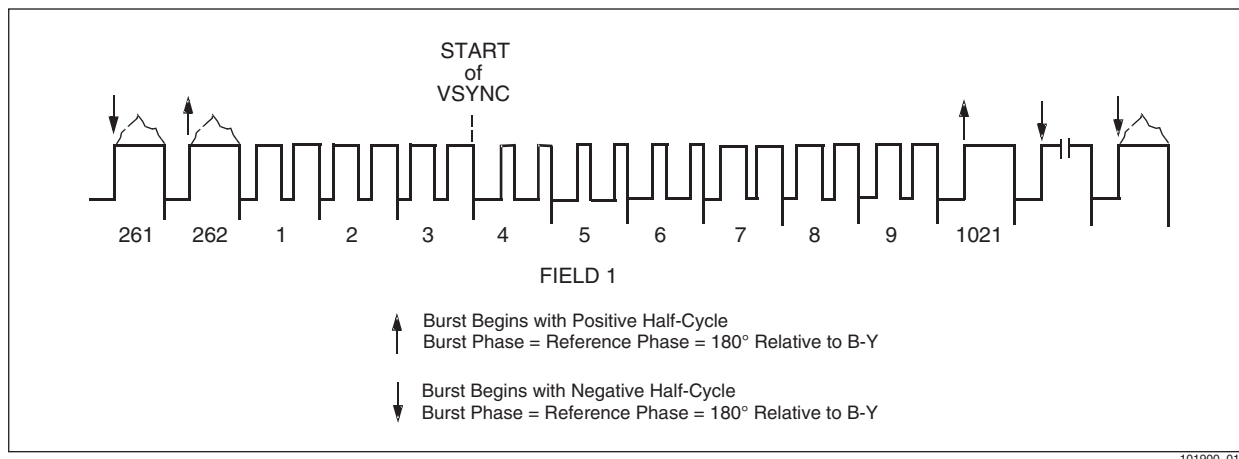 START
of
VSYNC
261 262 1 2 3 4 5 6 7 8 9 1021
FIELD 1
Burst Begins with Positive Half-Cycle
Burst Phase = Reference Phase = 180° Relative to B-Y
Burst Begins with Negative Half-Cycle
Burst Phase = Reference Phase = 180° Relative to B-Y